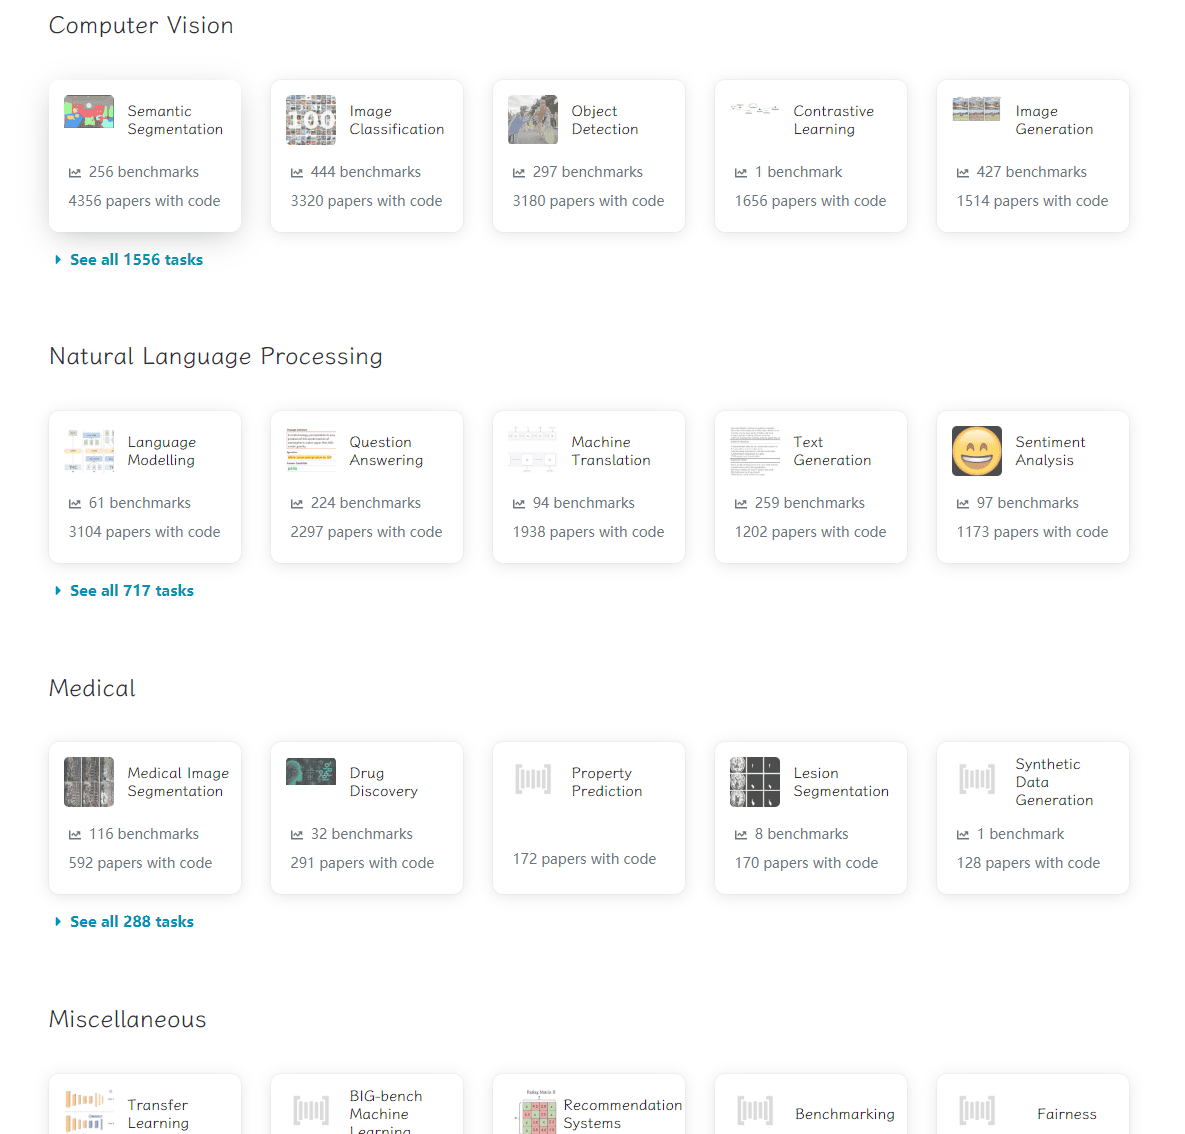 Computer Vision
Semantic
Segmentation
256 benchmarks
4356 papers with code
Image
Classification
444 benchmarks
3320 papers with code
Object
Detection
297 benchmarks
3180 papers with code
Contrastive
Learning
1 benchmark
1656 papers with code
Image
Generation
427 benchmarks
1514 papers with code
See all 1556 tasks
Natural Language Processing
Language
Modelling
61 benchmarks
3104 papers with code
Question
Answering
224 benchmarks
2297 papers with code
Machine
Translation
94 benchmarks
1938 papers with code
Text
Generation
259 benchmarks
1202 papers with code
Sentiment
Analysis
97 benchmarks
1173 papers with code
See all 717 tasks
Medical
Medical Image
Segmentation
116 benchmarks
592 papers with code
Drug
Discovery
32 benchmarks
291 papers with code
Property
Prediction
172 papers with code
Lesion
Segmentation
8 benchmarks
170 papers with code
Synthetic
Data
Generation
1 benchmark
128 papers with code
See all 288 tasks
Miscellaneous
Transfer
Learning
BIG-bench
Machine
Learning
Recommendation
Systems
Benchmarking
Fairness